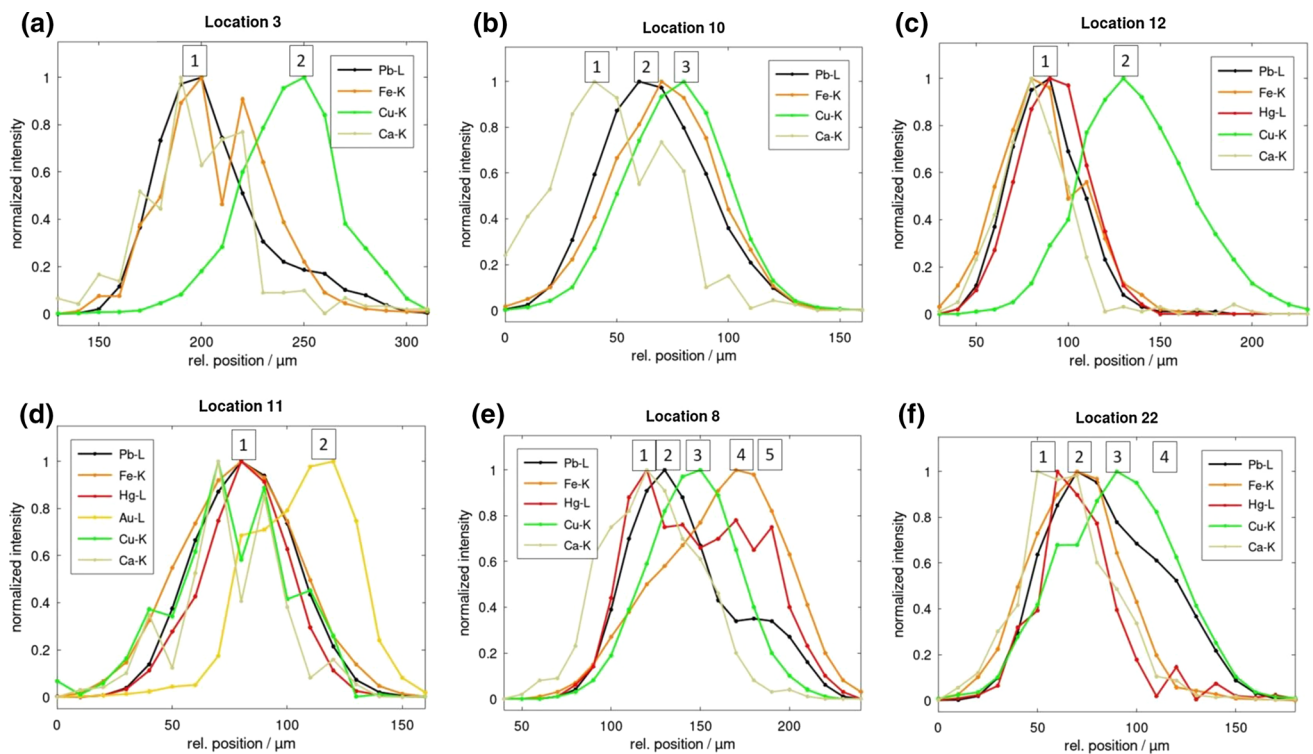 (a)
Location 3
1
2
Pb-L
Fe-K
Cu-K
Ca-K
normalized intensity
1
0.8
0.6
0.4
0.2
0
150
200
250
300
rel. position / µm
(b)
Location 10
1
2
3
Pb-L
Fe-K
Cu-K
Ca-K
normalized intensity
1
0.8
0.6
0.4
0.2
0
0
50
100
150
rel. position / µm
(c)
Location 12
1
2
Pb-L
Fe-K
Hg-L
Cu-K
Ca-K
normalized intensity
1
0.8
0.6
0.4
0.2
0
50
100
150
200
rel. position / µm
(d)
Location 11
1
2
Pb-L
Fe-K
Hg-L
Au-L
Cu-K
Ca-K
normalized intensity
1
0.8
0.6
0.4
0.2
0
0
50
100
150
rel. position / µm
(e)
Location 8
1
2
3
4
5
Pb-L
Fe-K
Hg-L
Cu-K
Ca-K
normalized intensity
1
0.8
0.6
0.4
0.2
0
50
100
150
200
rel. position / µm
(f)
Location 22
1
2
3
4
Pb-L
Fe-K
Hg-L
Cu-K
Ca-K
normalized intensity
1
0.8
0.6
0.4
0.2
0
0
50
100
150
rel. position / µm